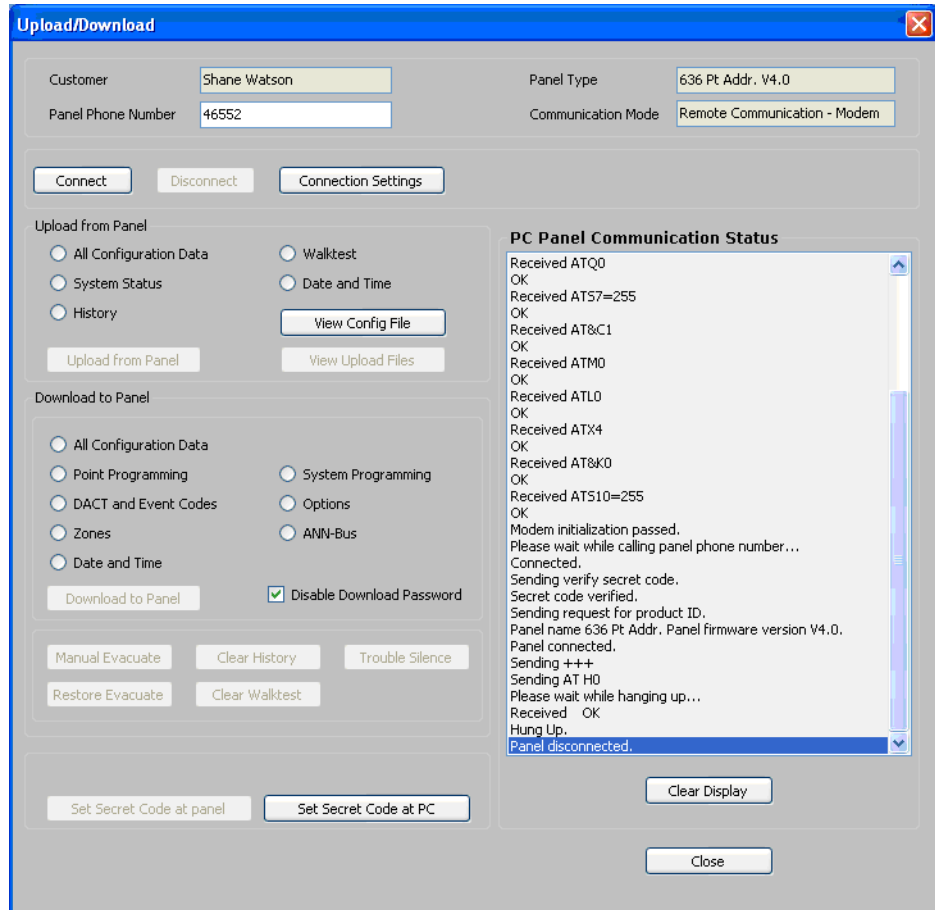 Upload/Download
Customer
Shane Watson
Panel Type
636 Pt Addr. V4.0
Panel Phone Number
46552
Communication Mode
Remote Communication - Modem
Connect
Disconnect
Connection Settings
Upload from Panel
All Configuration Data
Walktest
System Status
Date and Time
History
View Config File
Upload from Panel
View Upload Files
Download to Panel
All Configuration Data
Point Programming
System Programming
DACT and Event Codes
Options
Zones
ANN-Bus
Date and Time
Download to Panel
Disable Download Password
Manual Evacuate
Clear History
Trouble Silence
Restore Evacuate
Clear Walktest
Set Secret Code at panel
Set Secret Code at PC
PC Panel Communication Status
Received ATQ0
OK
Received ATS7=255
OK
Received AT&C1
OK
Received ATM0
OK
Received ATL0
OK
Received ATX4
OK
Received AT&K0
OK
Received ATS10=255
OK
Modem initialization passed.
Please wait while calling panel phone number...
Connected.
Sending verify secret code.
Secret code verified.
Sending request for product ID.
Panel name 636 Pt Addr. Panel firmware version V4.0.
Panel connected.
Sending +++
Sending AT H0
Please wait while hanging up...
Received OK
Hung Up.
Panel disconnected.
Clear Display
Close